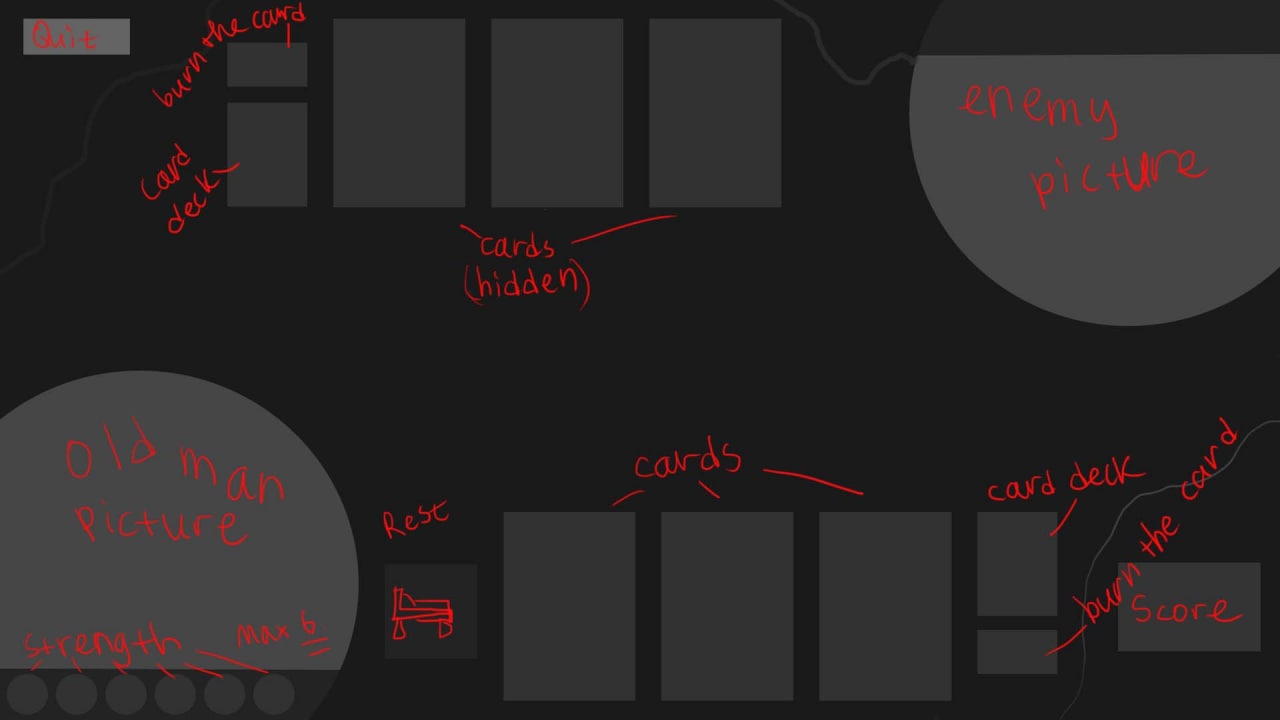 Quit
burn the card
card
deck
cards
(hidden)
enemy
picture
old man
picture
strength max 6
Rest
cards
card deck
burn the card
Score